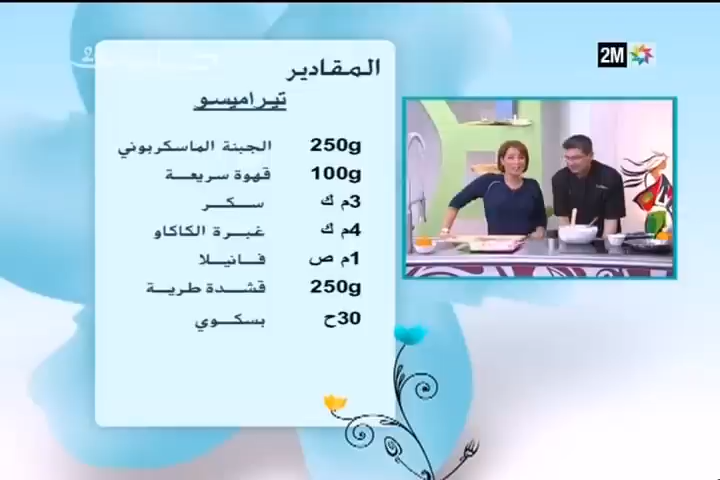 2M
المقادير
تيراميسو
250g الجبنة الماسكربوني
100g قهوة سريعة
3م ك سكر
4م ك غبرة الكاكاو
1م ص فانيلا
250g قشدة طرية
30ح بسكوي